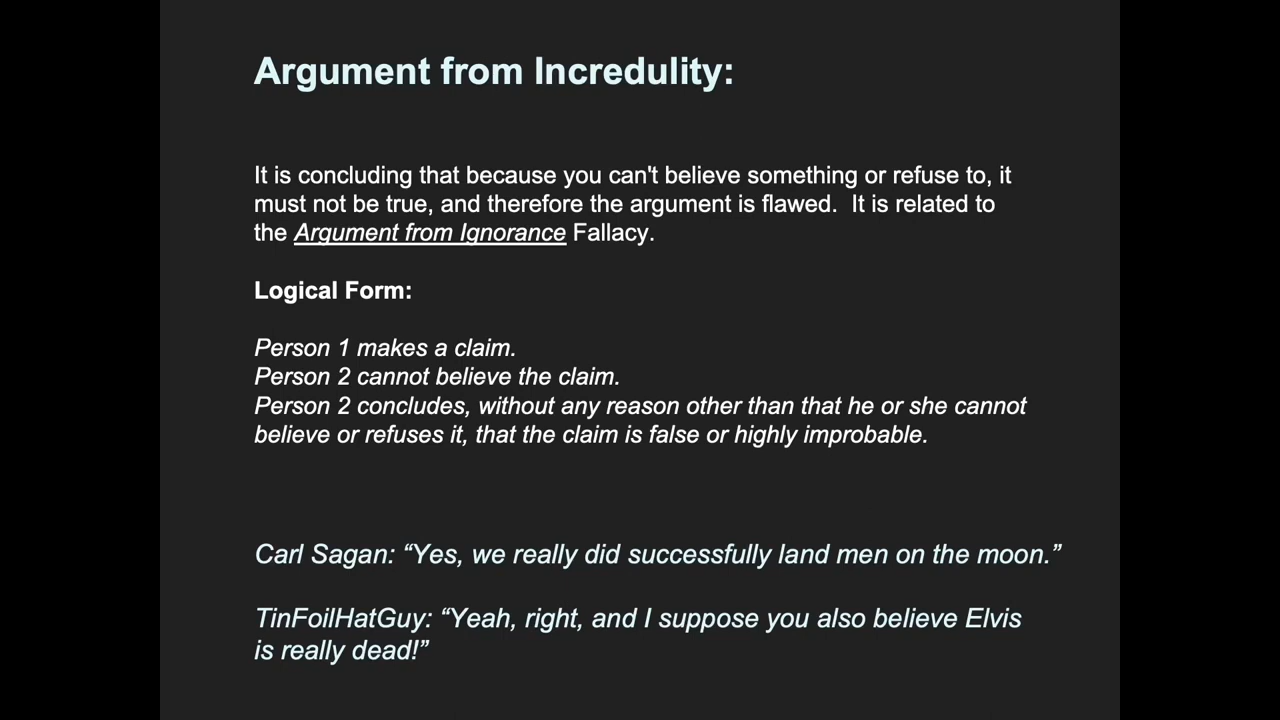 Argument from Incredulity:
It is concluding that because you can't believe something or refuse to, it
must not be true, and therefore the argument is flawed.  It is related to
the Argument from Ignorance Fallacy.
Logical Form:
Person 1 makes a claim.
Person 2 cannot believe the claim.
Person 2 concludes, without any reason other than that he or she cannot
believe or refuses it, that the claim is false or highly improbable.
Carl Sagan: “Yes, we really did successfully land men on the moon.”
TinFoilHatGuy: “Yeah, right, and I suppose you also believe Elvis
is really dead!”